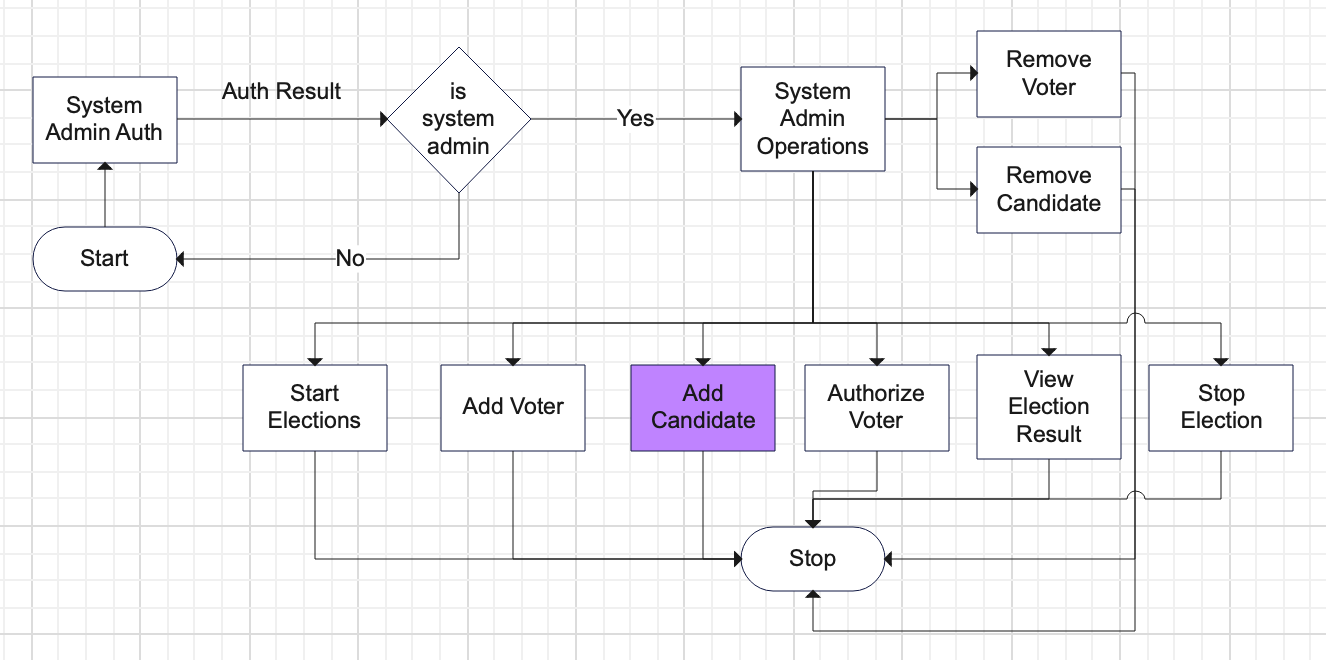 System
Admin Auth
Auth Result
is
system
admin
Yes
System
Admin
Operations
Remove
Voter
Remove
Candidate
Start
No
Start
Elections
Add Voter
Add
Candidate
Authorize
Voter
View
Election
Result
Stop
Election
Stop